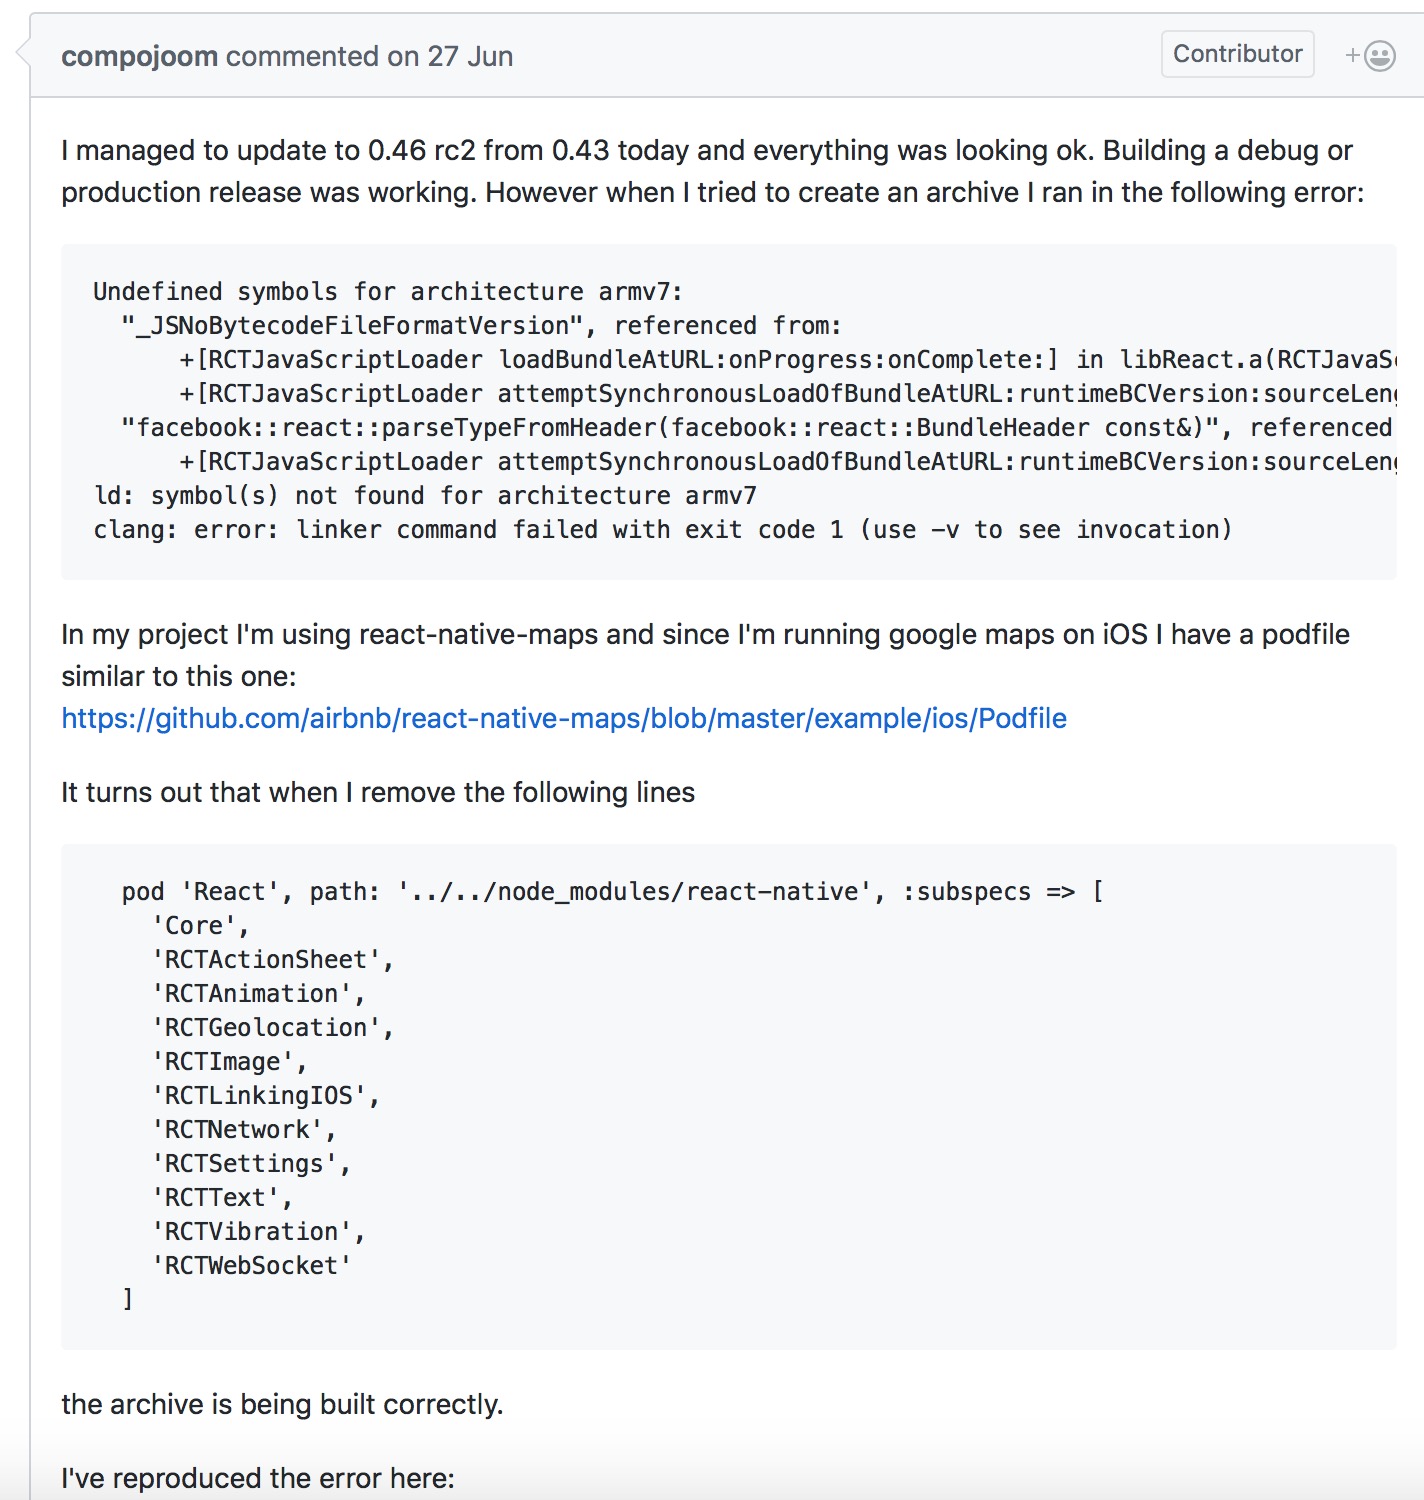 compojoom commented on 27 Jun
Contributor
+
I managed to update to 0.46 rc2 from 0.43 today and everything was looking ok. Building a debug or
production release was working. However when I tried to create an archive I ran in the following error:
Undefined symbols for architecture armv7:
"_JSNoBytecodeFileFormatVersion", referenced from:
+[RCTJavaScriptLoader loadBundleAtURL:onProgress:onComplete:] in libReact.a(RCTJavaSc
+[RCTJavaScriptLoader attemptSynchronousLoadOfBundleAtURL:runtimeBCVersion:sourceLeng
"facebook::react::parseTypeFromHeader(facebook::react::BundleHeader const&)", referenced
+[RCTJavaScriptLoader attemptSynchronousLoadOfBundleAtURL:runtimeBCVersion:sourceLeng
ld: symbol(s) not found for architecture armv7
clang: error: linker command failed with exit code 1 (use -v to see invocation)
In my project I'm using react-native-maps and since I'm running google maps on iOS I have a podfile
similar to this one:
https://github.com/airbnb/react-native-maps/blob/master/example/ios/Podfile
It turns out that when I remove the following lines
pod 'React', path: '../../node_modules/react-native', :subspecs => [
'Core',
'RCTActionSheet',
'RCTAnimation',
'RCTGeolocation',
'RCTImage',
'RCTLinkingIOS',
'RCTNetwork',
'RCTSettings',
'RCTText',
'RCTVibration',
'RCTWebSocket'
]
the archive is being built correctly.
I've reproduced the error here: